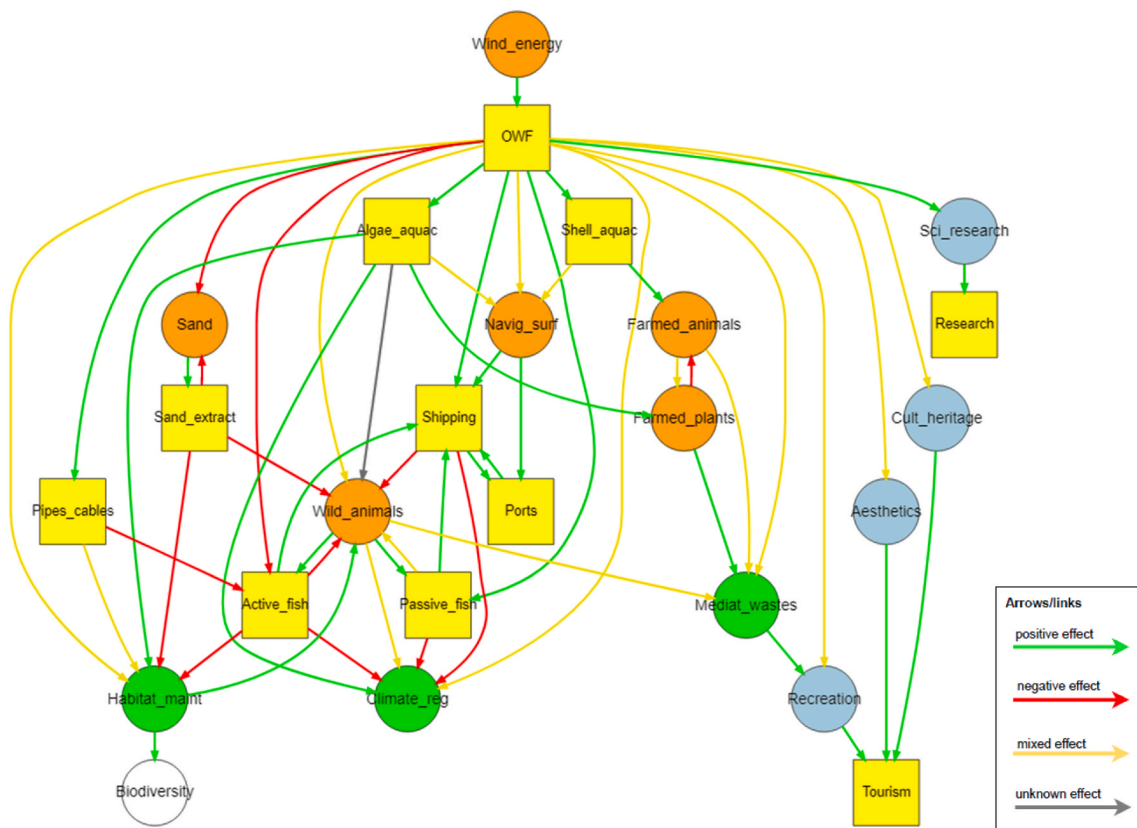 Wind_energy
OWF
Algae_aquac
Shell_aquac
Sci_research
Sand
Navig_surf
Farmed_animals
Research
Sand_extract
Shipping
Farmed_plants
Cult_heritage
Pipes_cables
Wild_animals
Ports
Aesthetics
Active_fish
Passive_fish
Mediat_wastes
Habitat_maint
Climate_reg
Recreation
Biodiversity
Tourism
Arrows/links
positive effect
negative effect
mixed effect
unknown effect